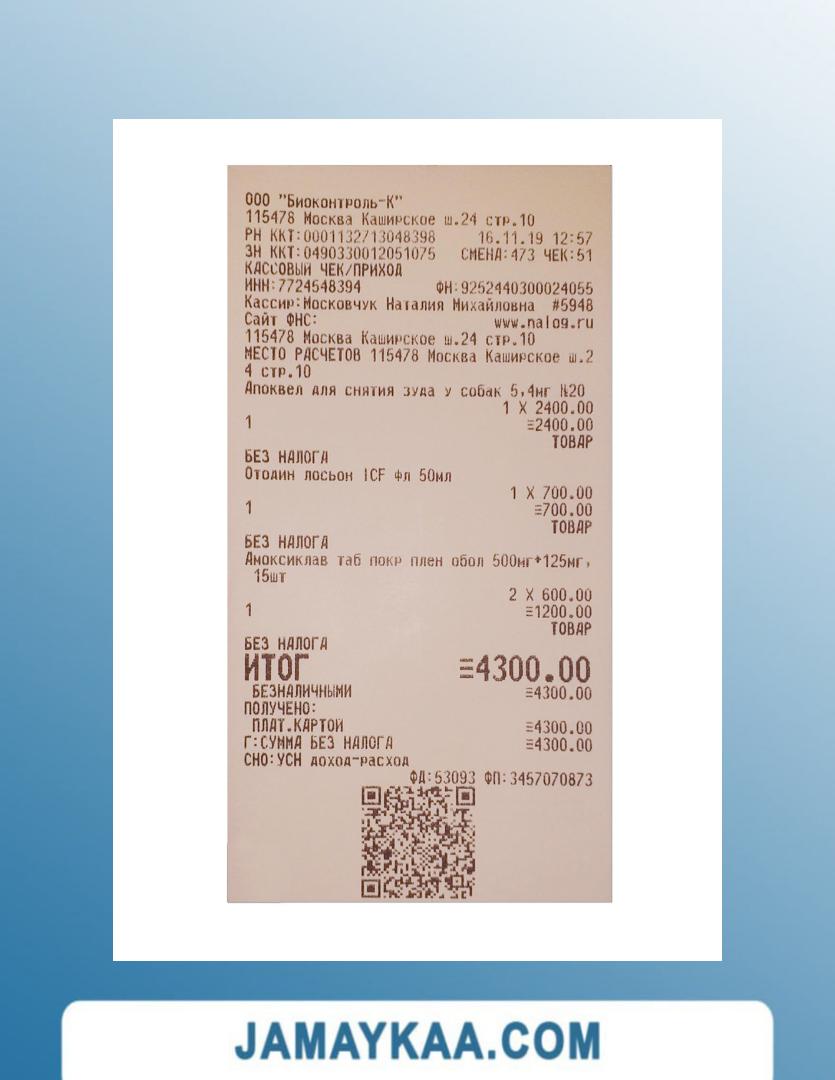 ООО "Биоконтроль-К"
115478 Москва Каширское ш.24 стр.10
РН ККТ:0001132713048398 16.11.19 12:57
ЗН ККТ:0490330012051075 СМЕНА:473 ЧЕК:51
КАССОВЫЙ ЧЕК/ПРИХОД
ИНН:7724548394 ФН:9252440300024055
Кассир:Московчук Наталия Михайловна #5948
Сайт ФНС: www.nalog.ru
115478 Москва Каширское ш.24 стр.10
МЕСТО РАСЧЕТОВ 115478 Москва Каширское ш.2
4 стр.10
Апоквел для снятия зуда у собак 5,4мг N20
1 X 2400.00
1 ≡2400.00
ТОВАР
БЕЗ НАЛОГА
Отодин лосьон ICF фл 50мл
1 X 700.00
1 ≡700.00
ТОВАР
БЕЗ НАЛОГА
Амоксиклав таб покр плен обол 500мг+125мг,
15шт
2 X 600.00
1 ≡1200.00
ТОВАР
БЕЗ НАЛОГА
ИТОГ ≡4300.00
БЕЗНАЛИЧНЫМИ ≡4300.00
ПОЛУЧЕНО:
ПЛАТ.КАРТОЙ ≡4300.00
Г:СУММА БЕЗ НАЛОГА ≡4300.00
СНО:УСН доход-расход
ФД:53093 ФП:3457070873
JAMAYKAA.COM